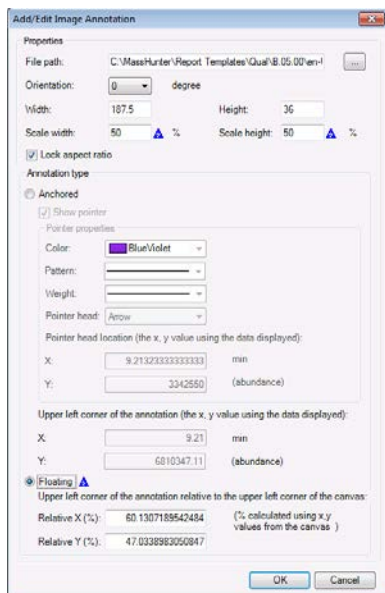 Add/Edit Image Annotation
Properties
File path: C:\MassHunter\Report Templates\Qual\B.05.00\en-l ...
Orientation: 0 degree
Width: 187.5 Height: 36
Scale width: 50 % Scale height: 50 %
Lock aspect ratio
Annotation type
Anchored
Show pointer
Pointer properties
Color: BlueViolet
Pattern:
Weight:
Pointer head: Arrow
Pointer head location (the x, y value using the data displayed):
X: 9.21323333333333 min
Y: 3342550 (abundance)
Upper left corner of the annotation (the x, y value using the data displayed):
X: 9.21 min
Y: 6810347.11 (abundance)
Floating
Upper left corner of the annotation relative to the upper left corner of the canvas:
Relative X (%): 60.1307189542484 (% calculated using x,y
values from the canvas )
Relative Y (%): 47.0338983050847
OK Cancel